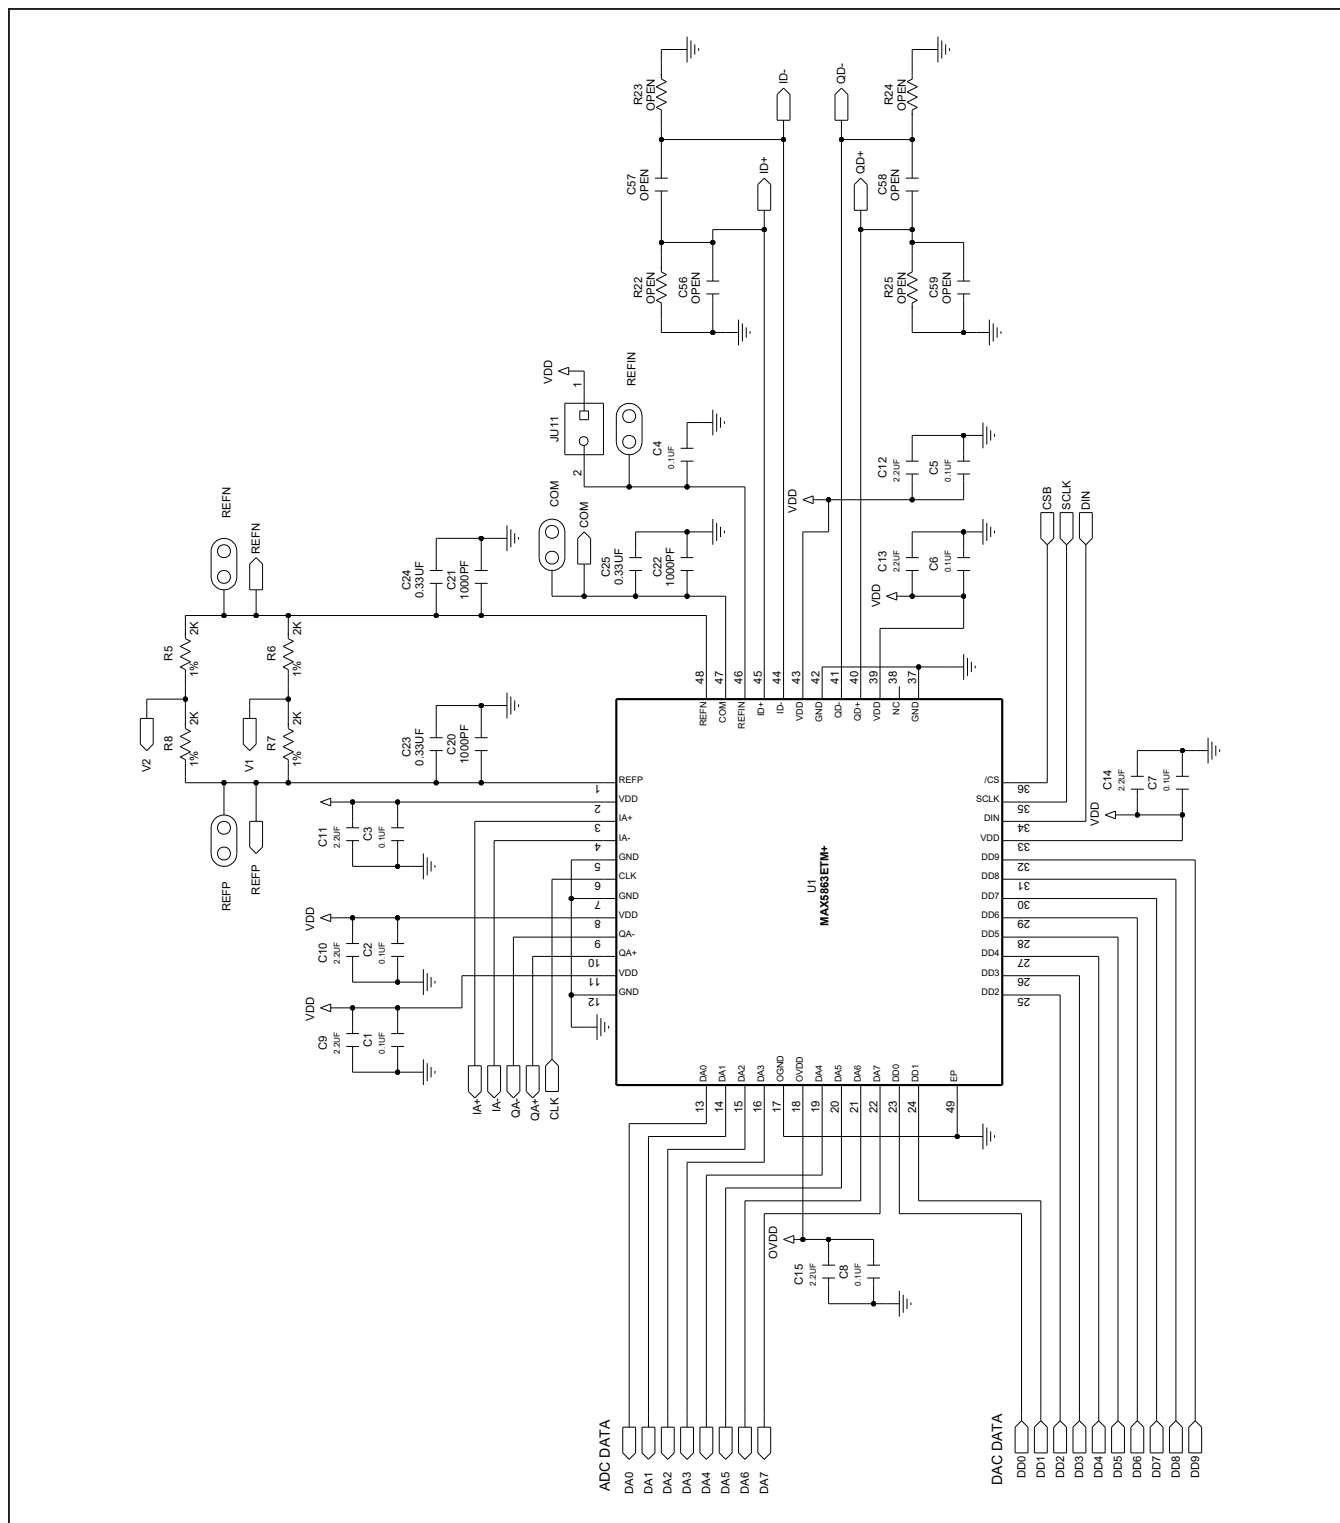 R23
OPEN
ID-
QD-
R24
OPEN
C57
OPEN
ID+
QD+
C58
OPEN
R22
OPEN
C56
OPEN
R25
OPEN
C59
OPEN
VDD
1
JU11
2
REFIN
C4
0.1UF
VDD
C12
2.2UF
C5
0.1UF
CSB
SCLK
DIN
REFN
REFN
COM
COM
C24
0.33UF
C21
1000PF
C25
0.33UF
C22
1000PF
VDD
C13
2.2UF
C6
0.1UF
R5
2K
1%
R6
2K
1%
V2
V1
R8
2K
1%
R7
2K
1%
C23
0.33UF
C20
1000PF
REFP
REFP
48
47
46
45
44
43
42
41
40
39
38
37
REFN
COM
REFIN
ID+
ID-
VDD
GND
QD-
QD+
VDD
NC
GND
C11
2.2UF
C3
0.1UF
VDD
C10
2.2UF
C2
0.1UF
VDD
C9
2.2UF
C1
0.1UF
1 REFP
2 VDD
3 IA+
4 IA-
5 GND
6 CLK
7 GND
8 VDD
9 QA-
10 QA+
11 VDD
12 GND
U1
MAX5863ETM+
/CS 36
SCLK 35
DIN 34
VDD 33
DD9 32
DD8 31
DD7 30
DD6 29
DD5 28
DD4 27
DD3 26
DD2 25
VDD
C14
2.2UF
C7
0.1UF
IA+
IA-
QA-
QA+
CLK
DA0
DA1
DA2
DA3
OGND
OVDD
DA4
DA5
DA6
DA7
DD0
DD1
EP
13
14
15
16
17
18
19
20
21
22
23
24
49
OVDD
C15
2.2UF
C8
0.1UF
ADC DATA
DA0
DA1
DA2
DA3
DA4
DA5
DA6
DA7
DAC DATA
DD0
DD1
DD2
DD3
DD4
DD5
DD6
DD7
DD8
DD9